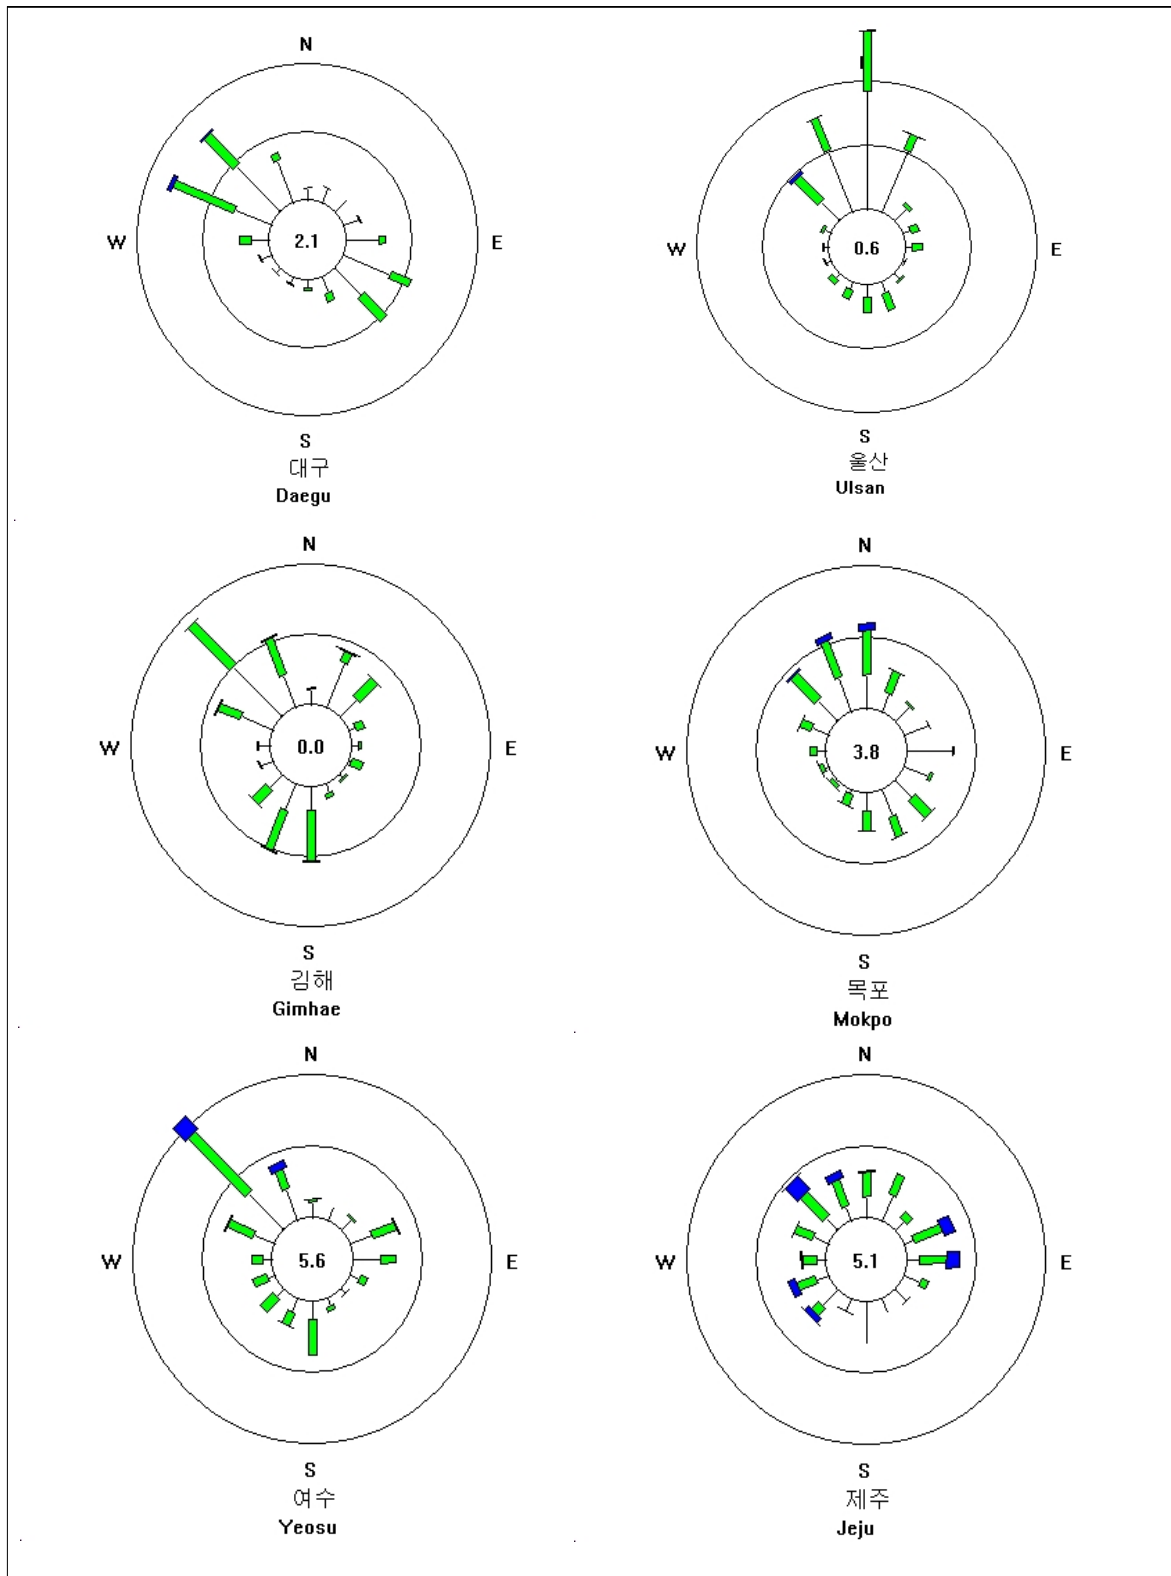 N
W 2.1 E
S
대구
Daegu
W 0.6 E
S
울산
Ulsan
N
W 0.0 E
S
김해
Gimhae
N
W 3.8 E
S
목포
Mokpo
N
W 5.6 E
S
여수
Yeosu
N
W 5.1 E
S
제주
Jeju